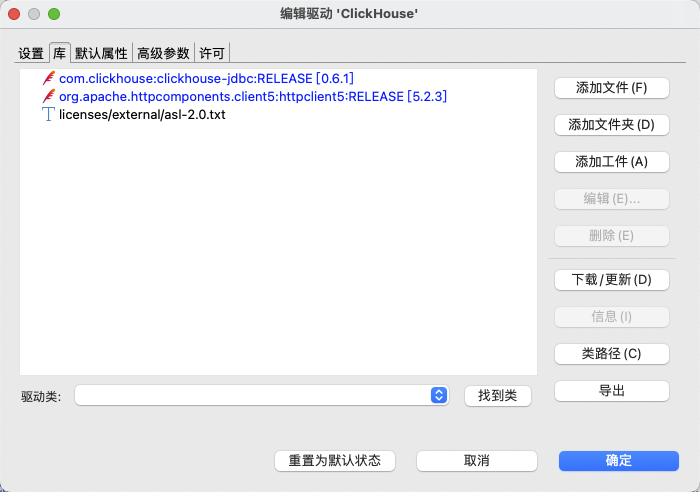 编辑驱动 'ClickHouse'
设置 库 默认属性 高级参数 许可
com.clickhouse:clickhouse-jdbc:RELEASE [0.6.1]
org.apache.httpcomponents.client5:httpclient5:RELEASE [5.2.3]
licenses/external/asl-2.0.txt
添加文件(F)
添加文件夹(D)
添加工件(A)
编辑(E)...
删除(E)
下载/更新(D)
信息(I)
类路径(C)
导出
驱动类: 找到类
重置为默认状态 取消 确定